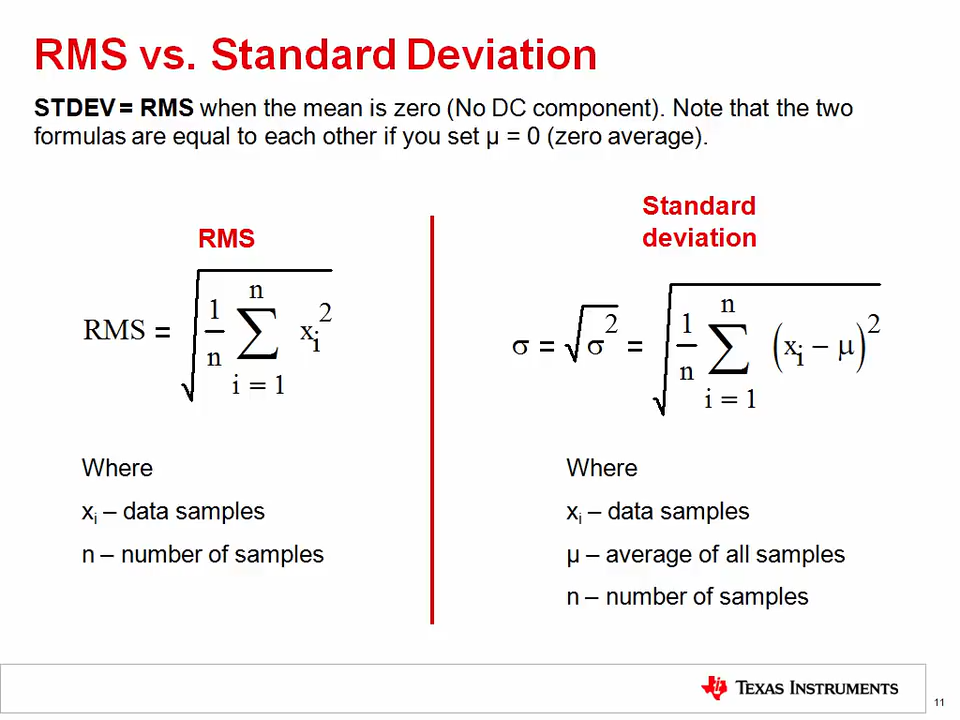 RMS vs. Standard Deviation
STDEV = RMS when the mean is zero (No DC component). Note that the two
formulas are equal to each other if you set µ = 0 (zero average).
RMS
RMS = √( 1/n ∑_{i = 1}^{n} x_i^2 )
Where
x_i – data samples
n – number of samples
Standard
deviation
σ = √(σ^2) = √( 1/n ∑_{i = 1}^{n} (x_i − µ)^2 )
Where
x_i – data samples
µ – average of all samples
n – number of samples
TEXAS INSTRUMENTS
11